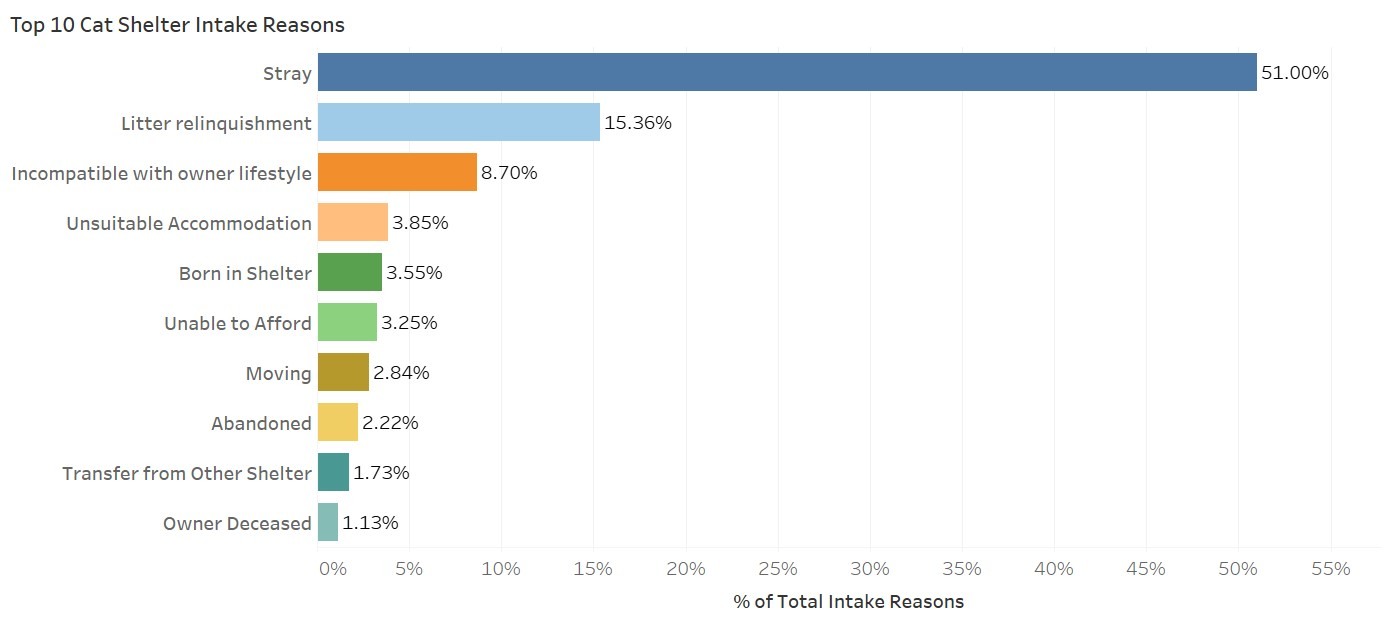 Top 10 Cat Shelter Intake Reasons
Stray 51.00%
Litter relinquishment 15.36%
Incompatible with owner lifestyle 8.70%
Unsuitable Accommodation 3.85%
Born in Shelter 3.55%
Unable to Afford 3.25%
Moving 2.84%
Abandoned 2.22%
Transfer from Other Shelter 1.73%
Owner Deceased 1.13%
0% 5% 10% 15% 20% 25% 30% 35% 40% 45% 50% 55%
% of Total Intake Reasons